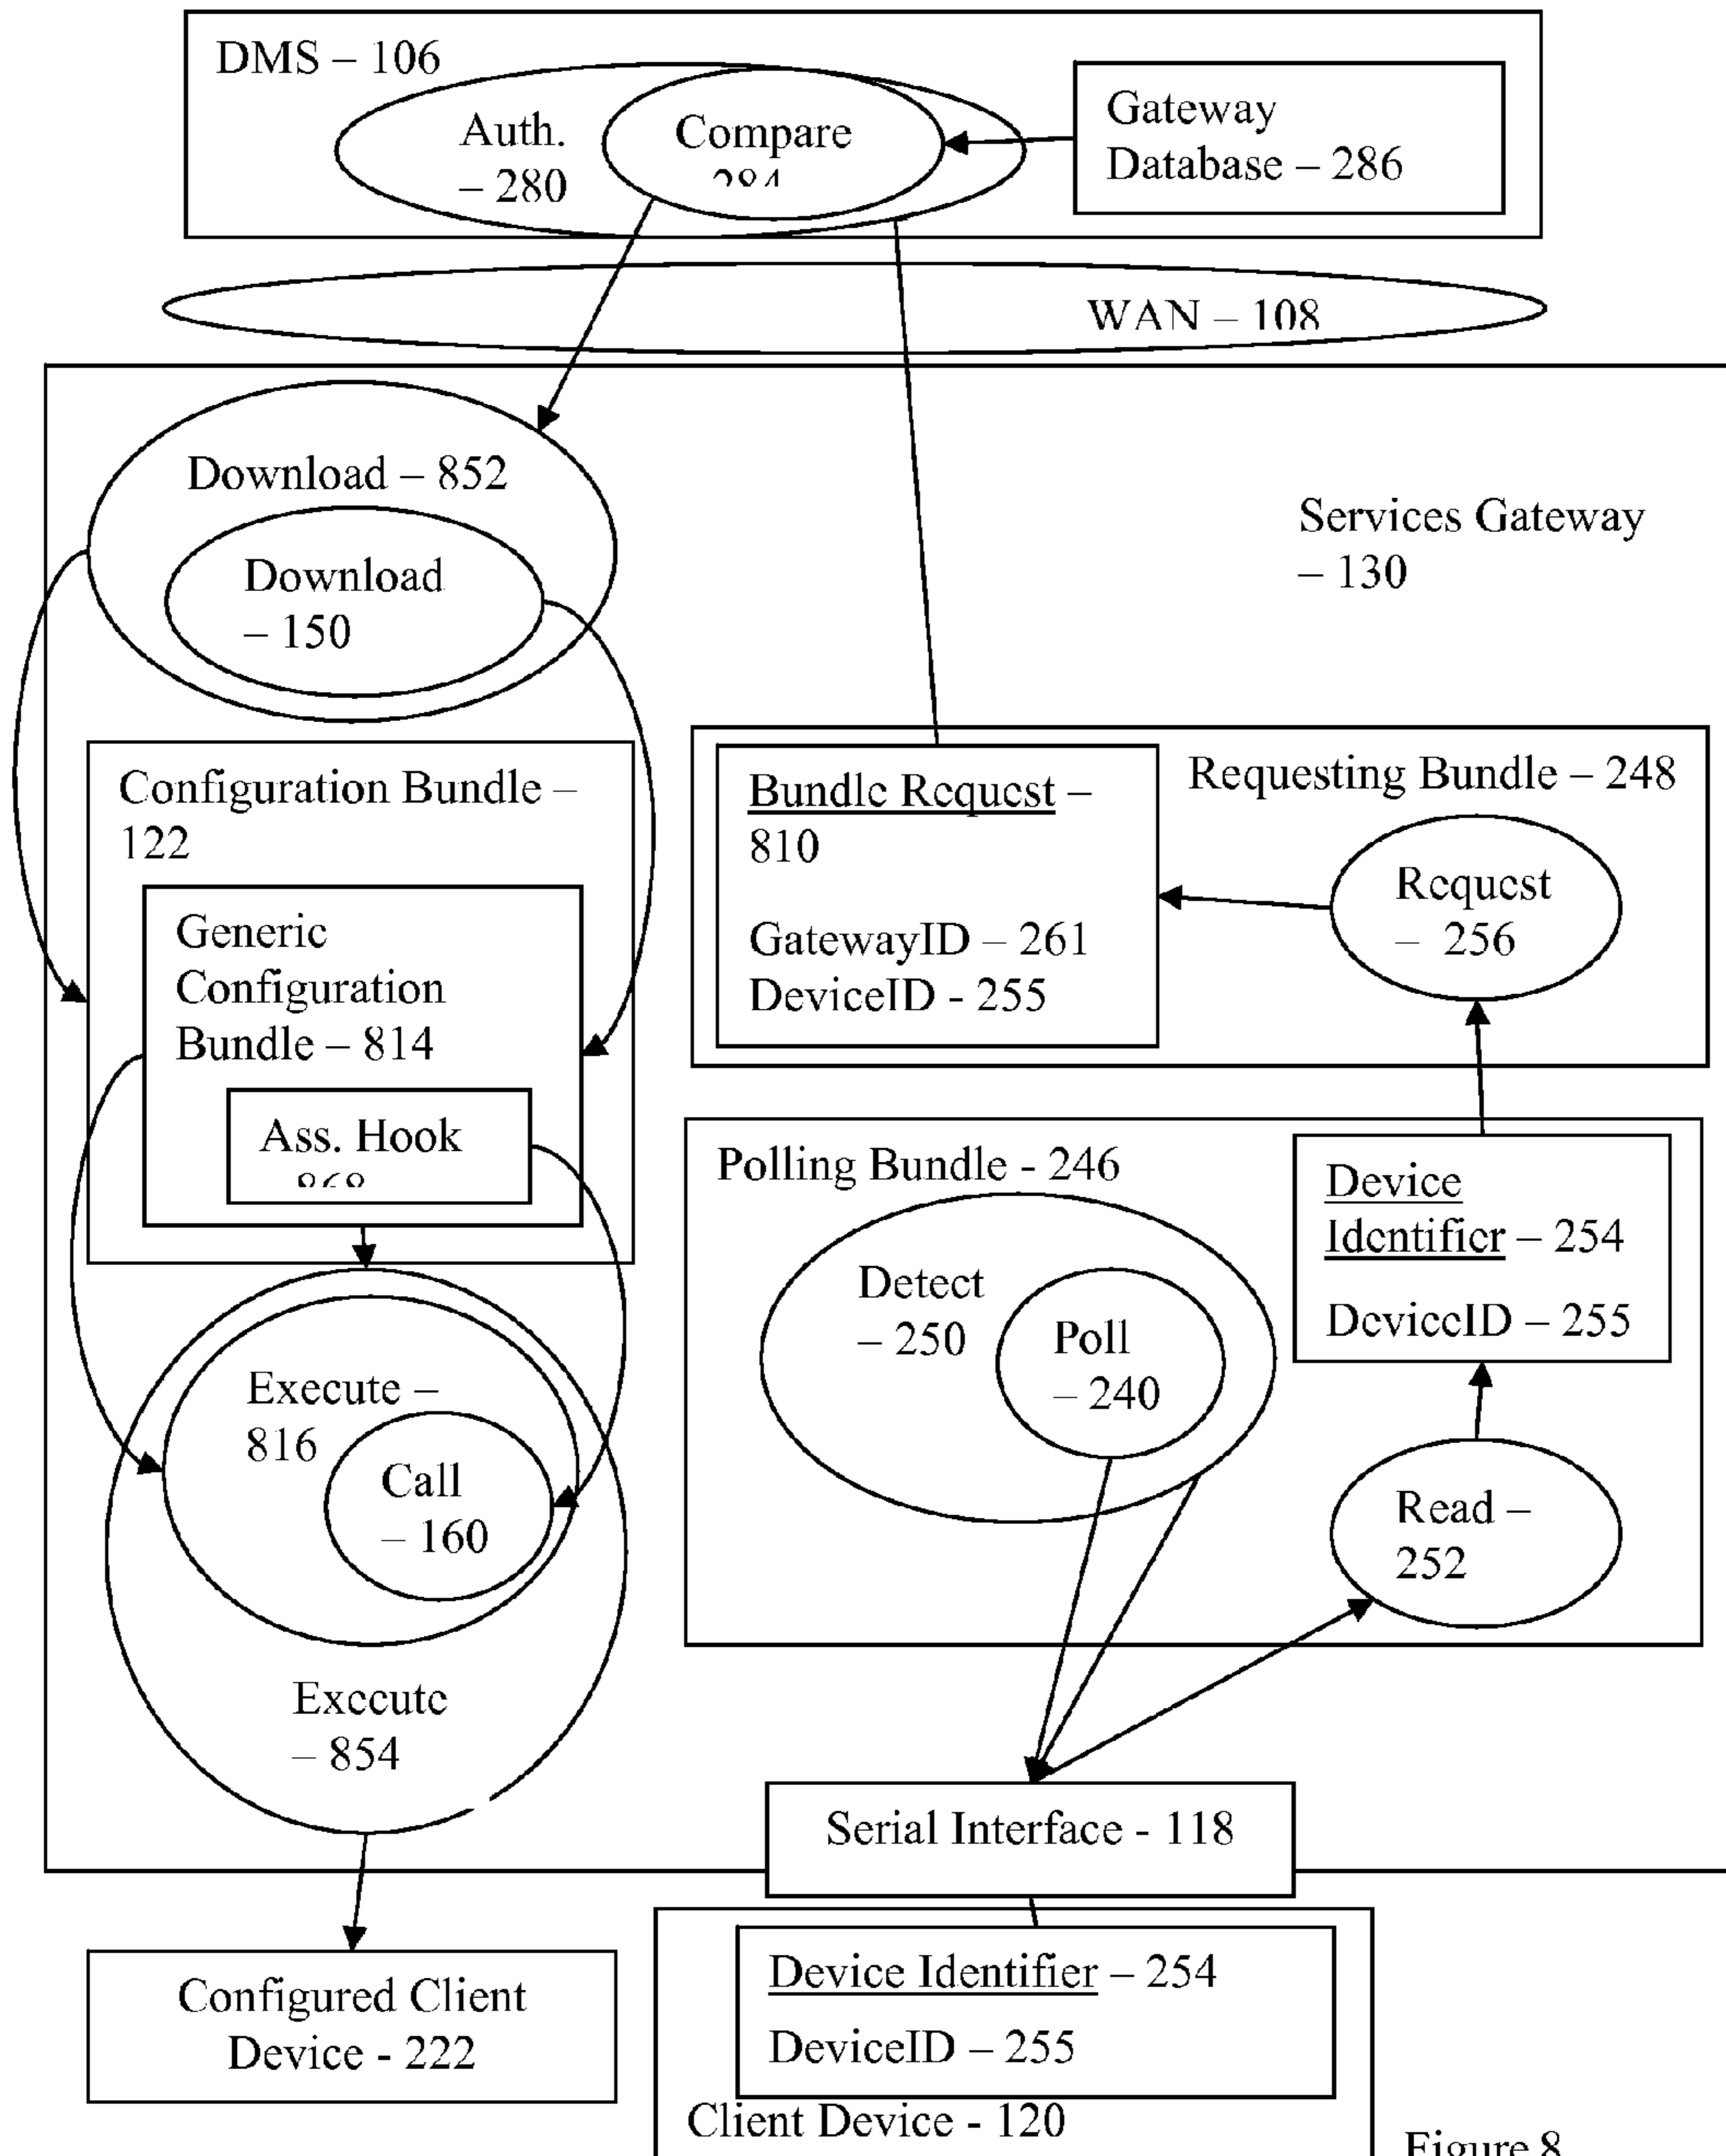 DMS – 106
Auth.
– 280
Compare
Gateway
Database – 286
WAN – 108
Download – 852
Download
– 150
Services Gateway
– 130
Configuration Bundle –
122
Generic
Configuration
Bundle – 814
Ass. Hook
Bundle Request –
810
GatewayID – 261
DeviceID - 255
Requesting Bundle – 248
Request
– 256
Polling Bundle - 246
Detect
– 250
Poll
– 240
Device
Identifier – 254
DeviceID – 255
Read –
252
Execute –
816
Call
– 160
Execute
– 854
Serial Interface - 118
Configured Client
Device - 222
Device Identifier – 254
DeviceID – 255
Client Device - 120
Figure 8